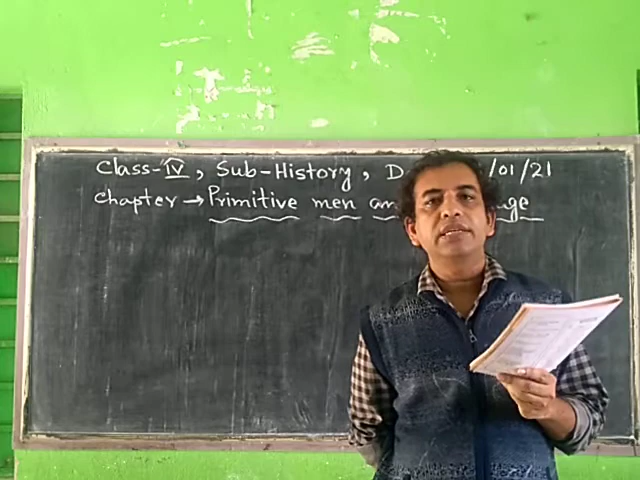 Class-IV, Sub-History, D /01/21
Chapter → Primitive men an ge